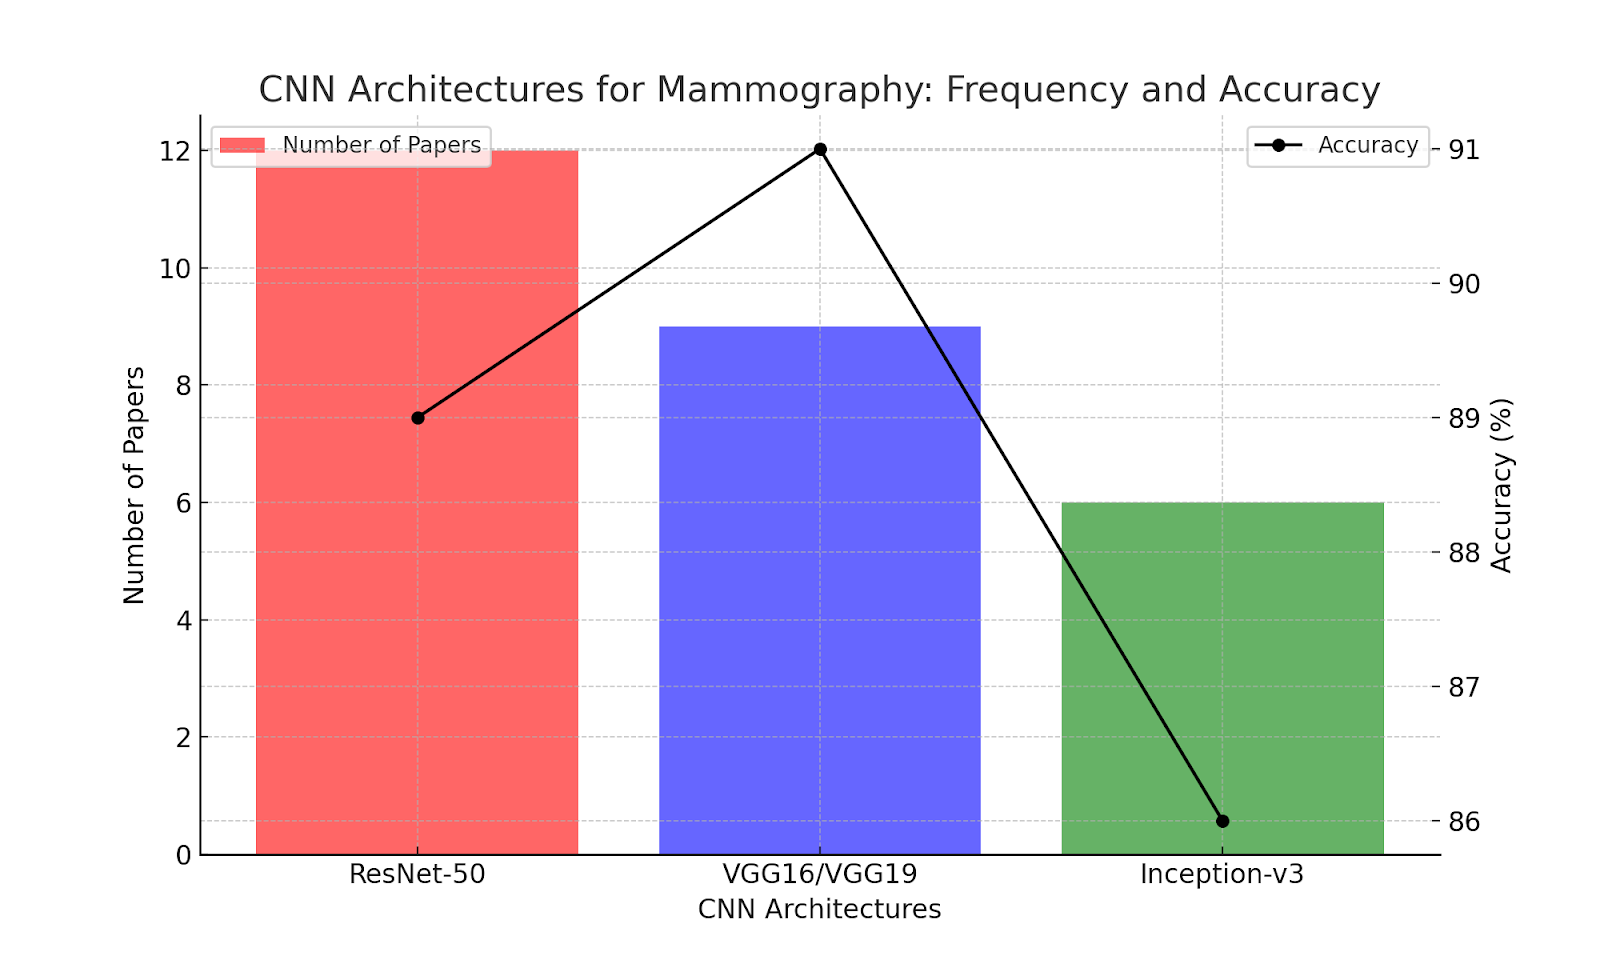 CNN Architectures for Mammography: Frequency and Accuracy
Number of Papers
Accuracy
12
10
8
6
4
2
0
Number of Papers
91
90
89
88
87
86
Accuracy (%)
ResNet-50
VGG16/VGG19
Inception-v3
CNN Architectures